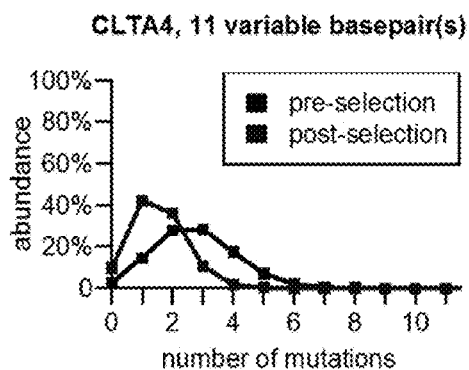 CLTA4, 11 variable basepair(s)
100%
80%
60%
40%
20%
0
abundance
pre-selection
post-selection
0 2 4 6 8 10
number of mutations